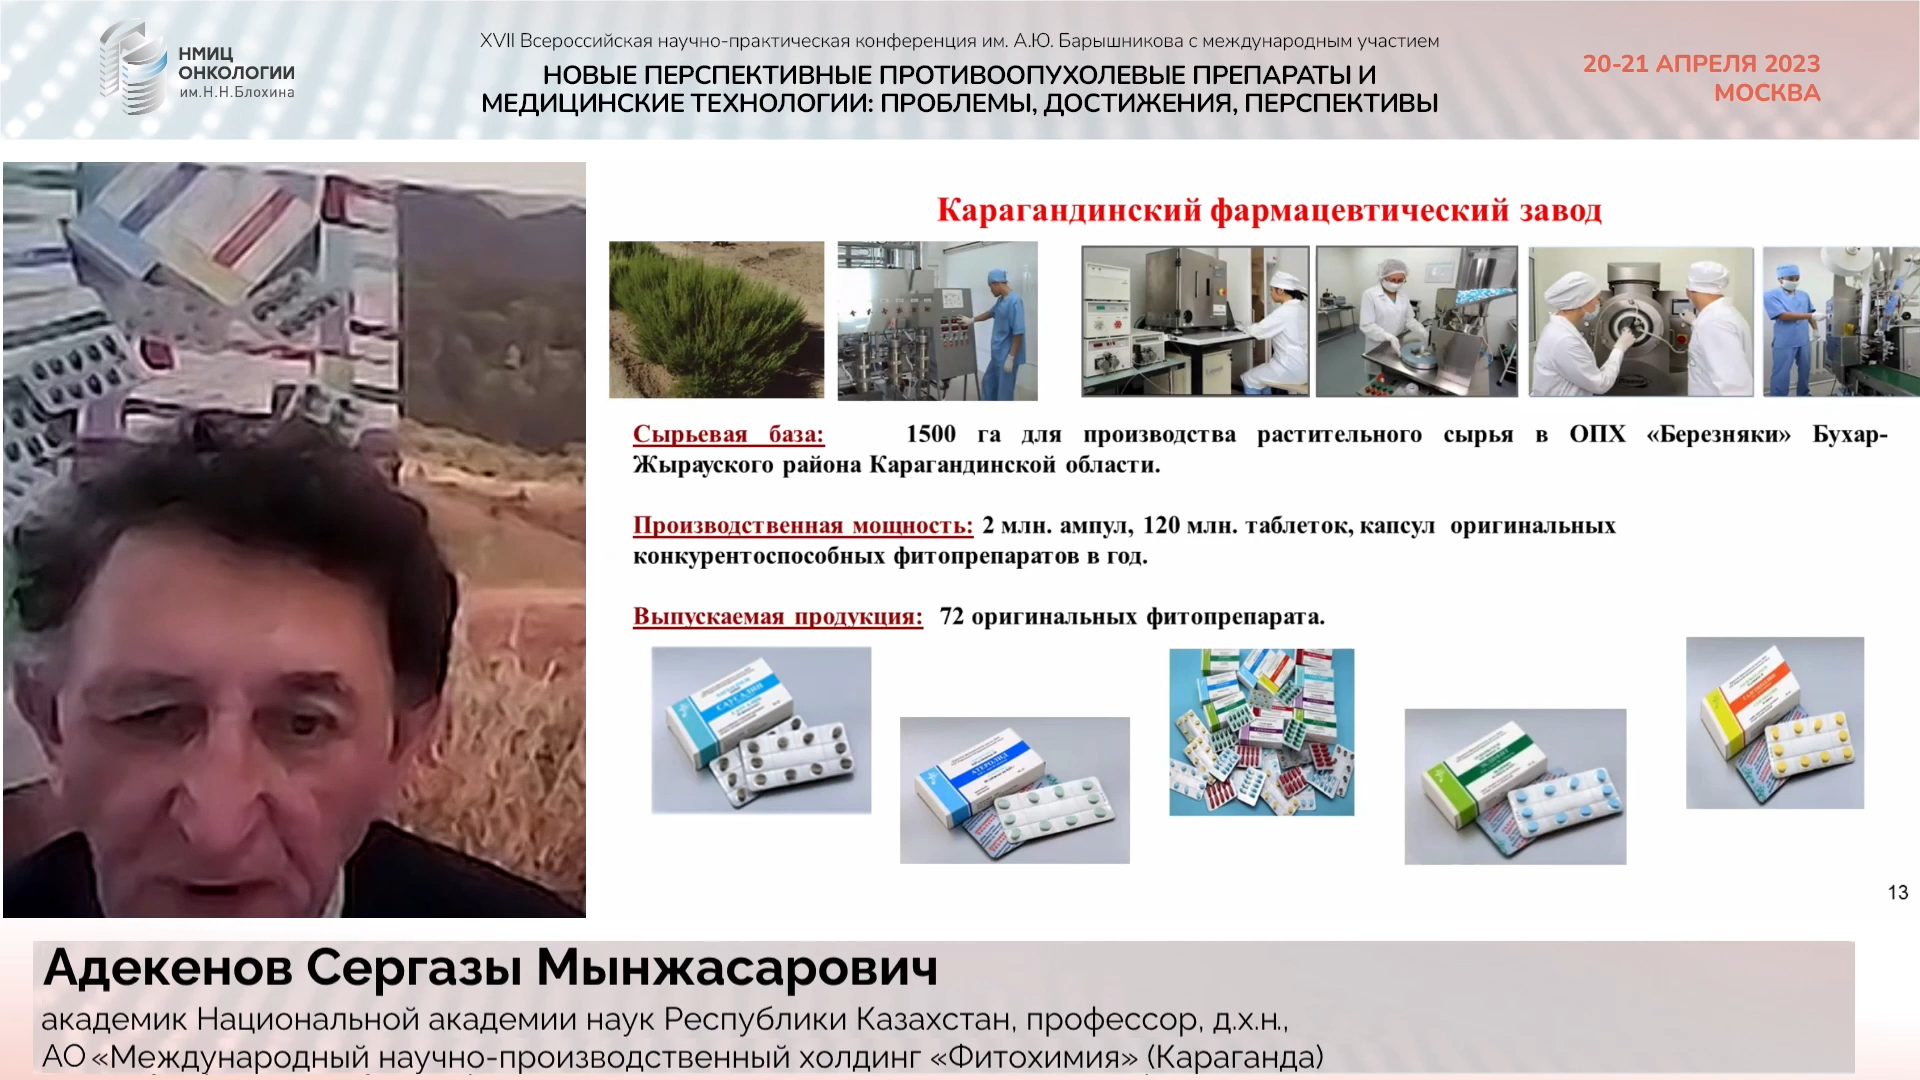 НМИЦ
ОНКОЛОГИИ
им.Н.Н.Блохина
XVII Всероссийская научно-практическая конференция им. А.Ю. Барышникова с международным участием
НОВЫЕ ПЕРСПЕКТИВНЫЕ ПРОТИВООПУХОЛЕВЫЕ ПРЕПАРАТЫ И
МЕДИЦИНСКИЕ ТЕХНОЛОГИИ: ПРОБЛЕМЫ, ДОСТИЖЕНИЯ, ПЕРСПЕКТИВЫ
20-21 АПРЕЛЯ 2023
МОСКВА
Карагандинский фармацевтический завод
Сырьевая база: 1500 га для производства растительного сырья в ОПХ «Березняки» Бухар-
Жырауского района Карагандинской области.
Производственная мощность: 2 млн. ампул, 120 млн. таблеток, капсул оригинальных
конкурентоспособных фитопрепаратов в год.
Выпускаемая продукция: 72 оригинальных фитопрепарата.
САУСАЛИН
АТЕРОЛИД
13
Адекенов Сергазы Мынжасарович
академик Национальной академии наук Республики Казахстан, профессор, д.х.н.,
АО «Международный научно-производственный холдинг «Фитохимия» (Караганда)